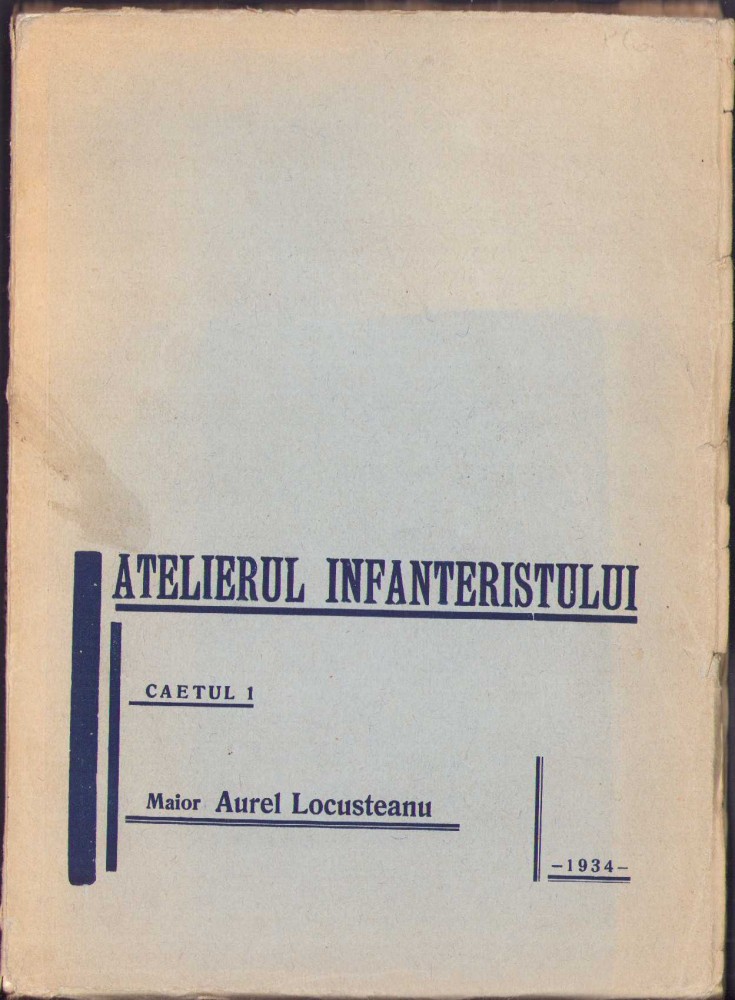 ATELIERUL INFANTERISTULUI
CAETUL 1
Maior Aurel Locusteanu
–1934–